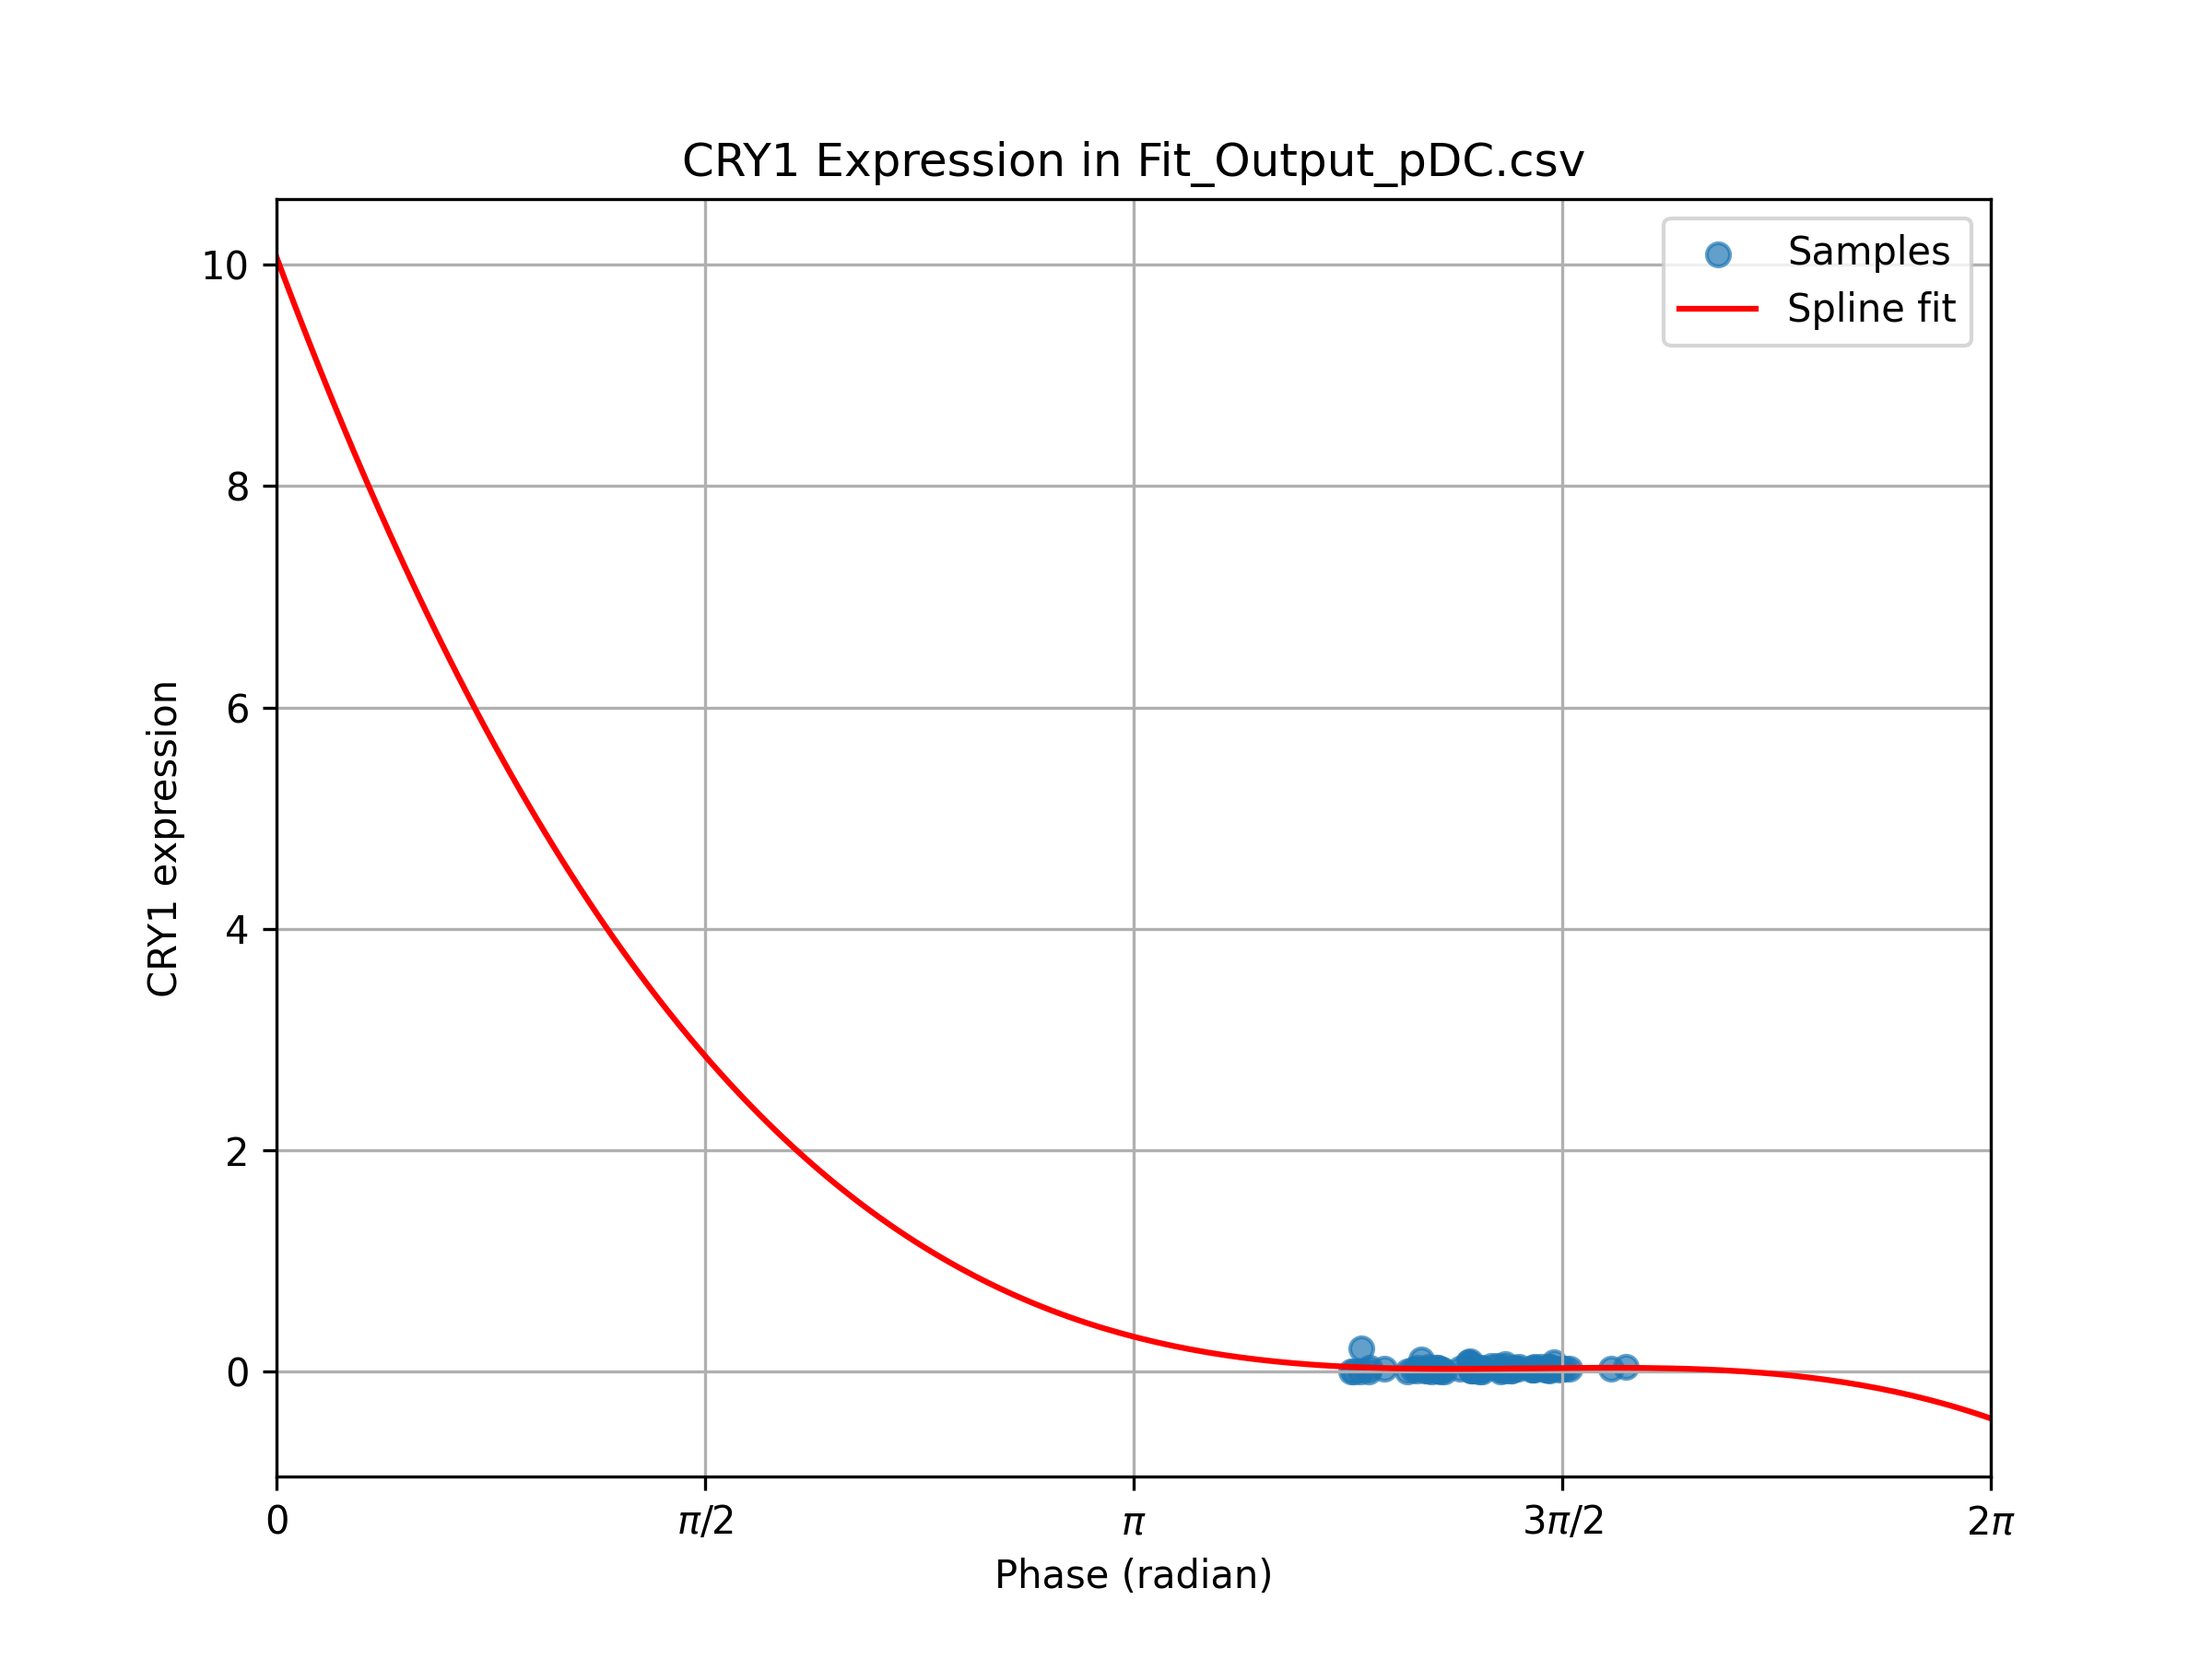 CRY1 Expression in Fit_Output_pDC.csv
Samples
Spline fit
10
8
6
4
2
0
CRY1 expression
0
π/2
π
3π/2
2π
Phase (radian)